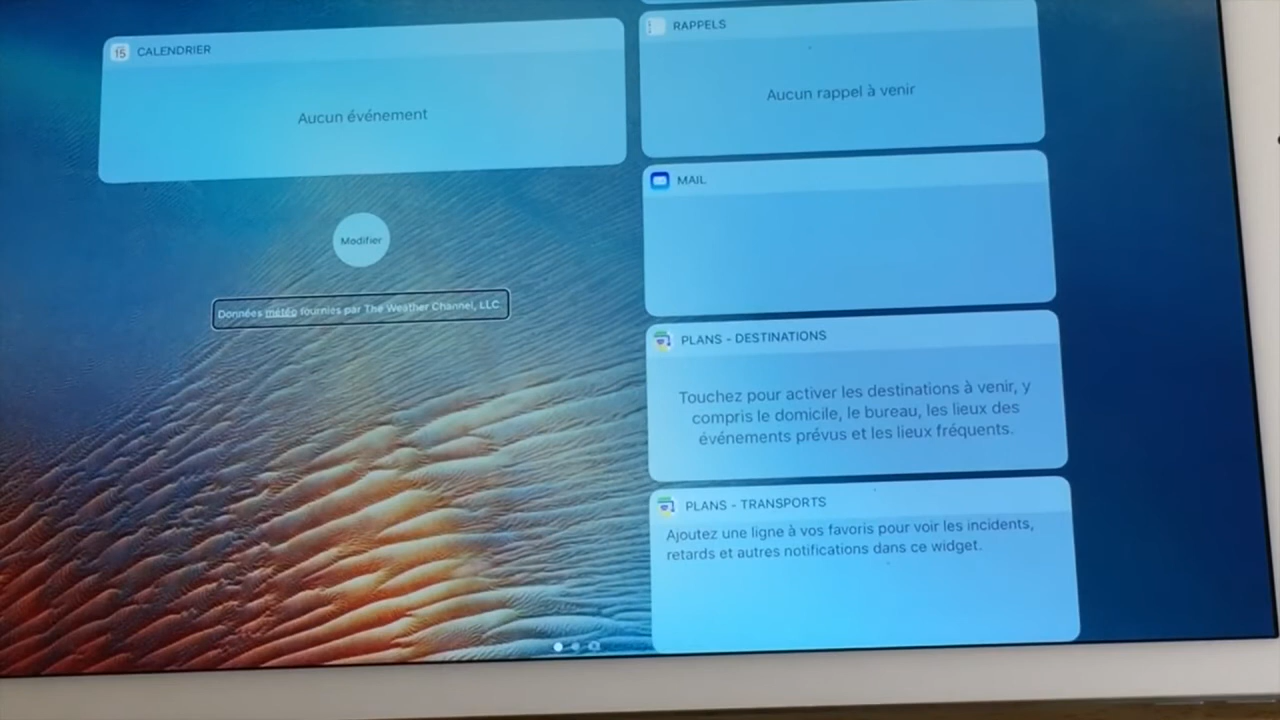 15 CALENDRIER
Aucun événement
Modifier
Données météo fournies par The Weather Channel, LLC.
RAPPELS
Aucun rappel à venir
MAIL
PLANS - DESTINATIONS
Touchez pour activer les destinations à venir, y
compris le domicile, le bureau, les lieux des
événements prévus et les lieux fréquents.
PLANS - TRANSPORTS
Ajoutez une ligne à vos favoris pour voir les incidents,
retards et autres notifications dans ce widget.